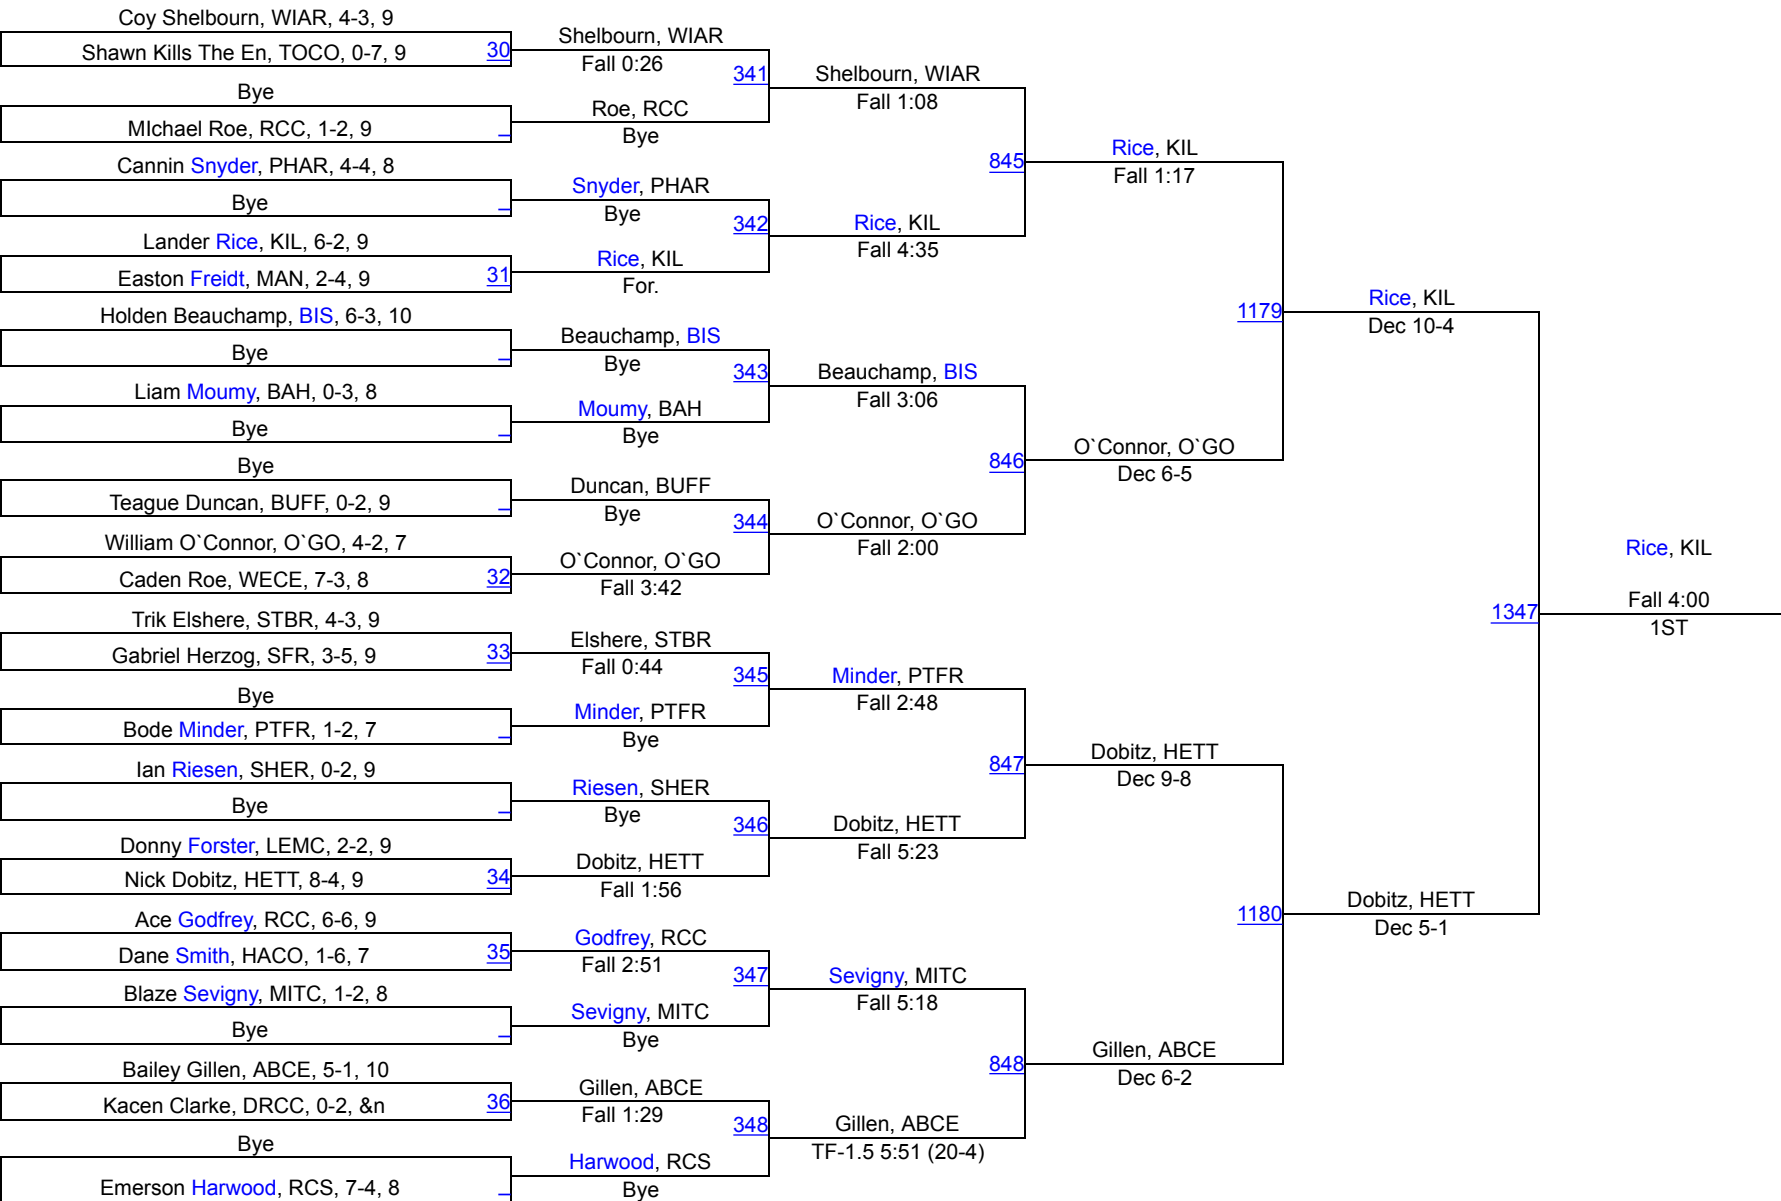 Coy Shelbourn, WIAR, 4-3, 9
Shawn Kills The En, TOCO, 0-7, 9
30
Bye
MIchael Roe, RCC, 1-2, 9
Cannin Snyder, PHAR, 4-4, 8
Bye
Lander Rice, KIL, 6-2, 9
Easton Freidt, MAN, 2-4, 9
31
Holden Beauchamp, BIS, 6-3, 10
Bye
Liam Moumy, BAH, 0-3, 8
Bye
Bye
Teague Duncan, BUFF, 0-2, 9
William O`Connor, O`GO, 4-2, 7
Caden Roe, WECE, 7-3, 8
32
Trik Elshere, STBR, 4-3, 9
Gabriel Herzog, SFR, 3-5, 9
33
Bye
Bode Minder, PTFR, 1-2, 7
Ian Riesen, SHER, 0-2, 9
Bye
Donny Forster, LEMC, 2-2, 9
Nick Dobitz, HETT, 8-4, 9
34
Ace Godfrey, RCC, 6-6, 9
Dane Smith, HACO, 1-6, 7
35
Blaze Sevigny, MITC, 1-2, 8
Bye
Bailey Gillen, ABCE, 5-1, 10
Kacen Clarke, DRCC, 0-2, &n
36
Bye
Emerson Harwood, RCS, 7-4, 8
Shelbourn, WIAR
Fall 0:26
341
Roe, RCC
Bye
Snyder, PHAR
Bye
342
Rice, KIL
For.
Beauchamp, BIS
Bye
343
Moumy, BAH
Bye
Duncan, BUFF
Bye
344
O`Connor, O`GO
Fall 3:42
Elshere, STBR
Fall 0:44
345
Minder, PTFR
Bye
Riesen, SHER
Bye
346
Dobitz, HETT
Fall 1:56
Godfrey, RCC
Fall 2:51
347
Sevigny, MITC
Bye
Gillen, ABCE
Fall 1:29
348
Harwood, RCS
Bye
Shelbourn, WIAR
Fall 1:08
845
Rice, KIL
Fall 4:35
Beauchamp, BIS
Fall 3:06
846
O`Connor, O`GO
Fall 2:00
Minder, PTFR
Fall 2:48
847
Dobitz, HETT
Fall 5:23
Sevigny, MITC
Fall 5:18
848
Gillen, ABCE
TF-1.5 5:51 (20-4)
Rice, KIL
Fall 1:17
1179
O`Connor, O`GO
Dec 6-5
Dobitz, HETT
Dec 9-8
1180
Gillen, ABCE
Dec 6-2
Rice, KIL
Dec 10-4
1347
Dobitz, HETT
Dec 5-1
Rice, KIL
Fall 4:00
1ST